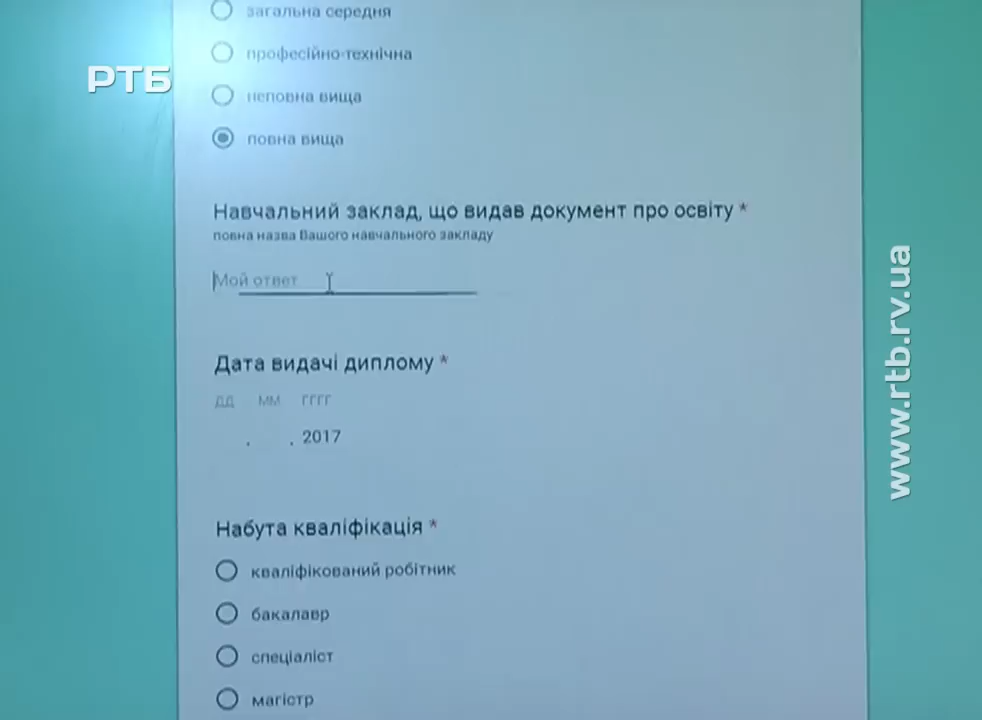 загальна середня
професійно-технічна
РТБ
неповна вища
повна вища
Навчальний заклад, що видав документ про освіту *
повна назва Вашого навчального закладу
Мой ответ
www.rtb.rv.ua
Дата видачі диплому *
ДД ММ ГГГГ
. . 2017
Набута кваліфікація *
кваліфікований робітник
бакалавр
спеціаліст
магістр